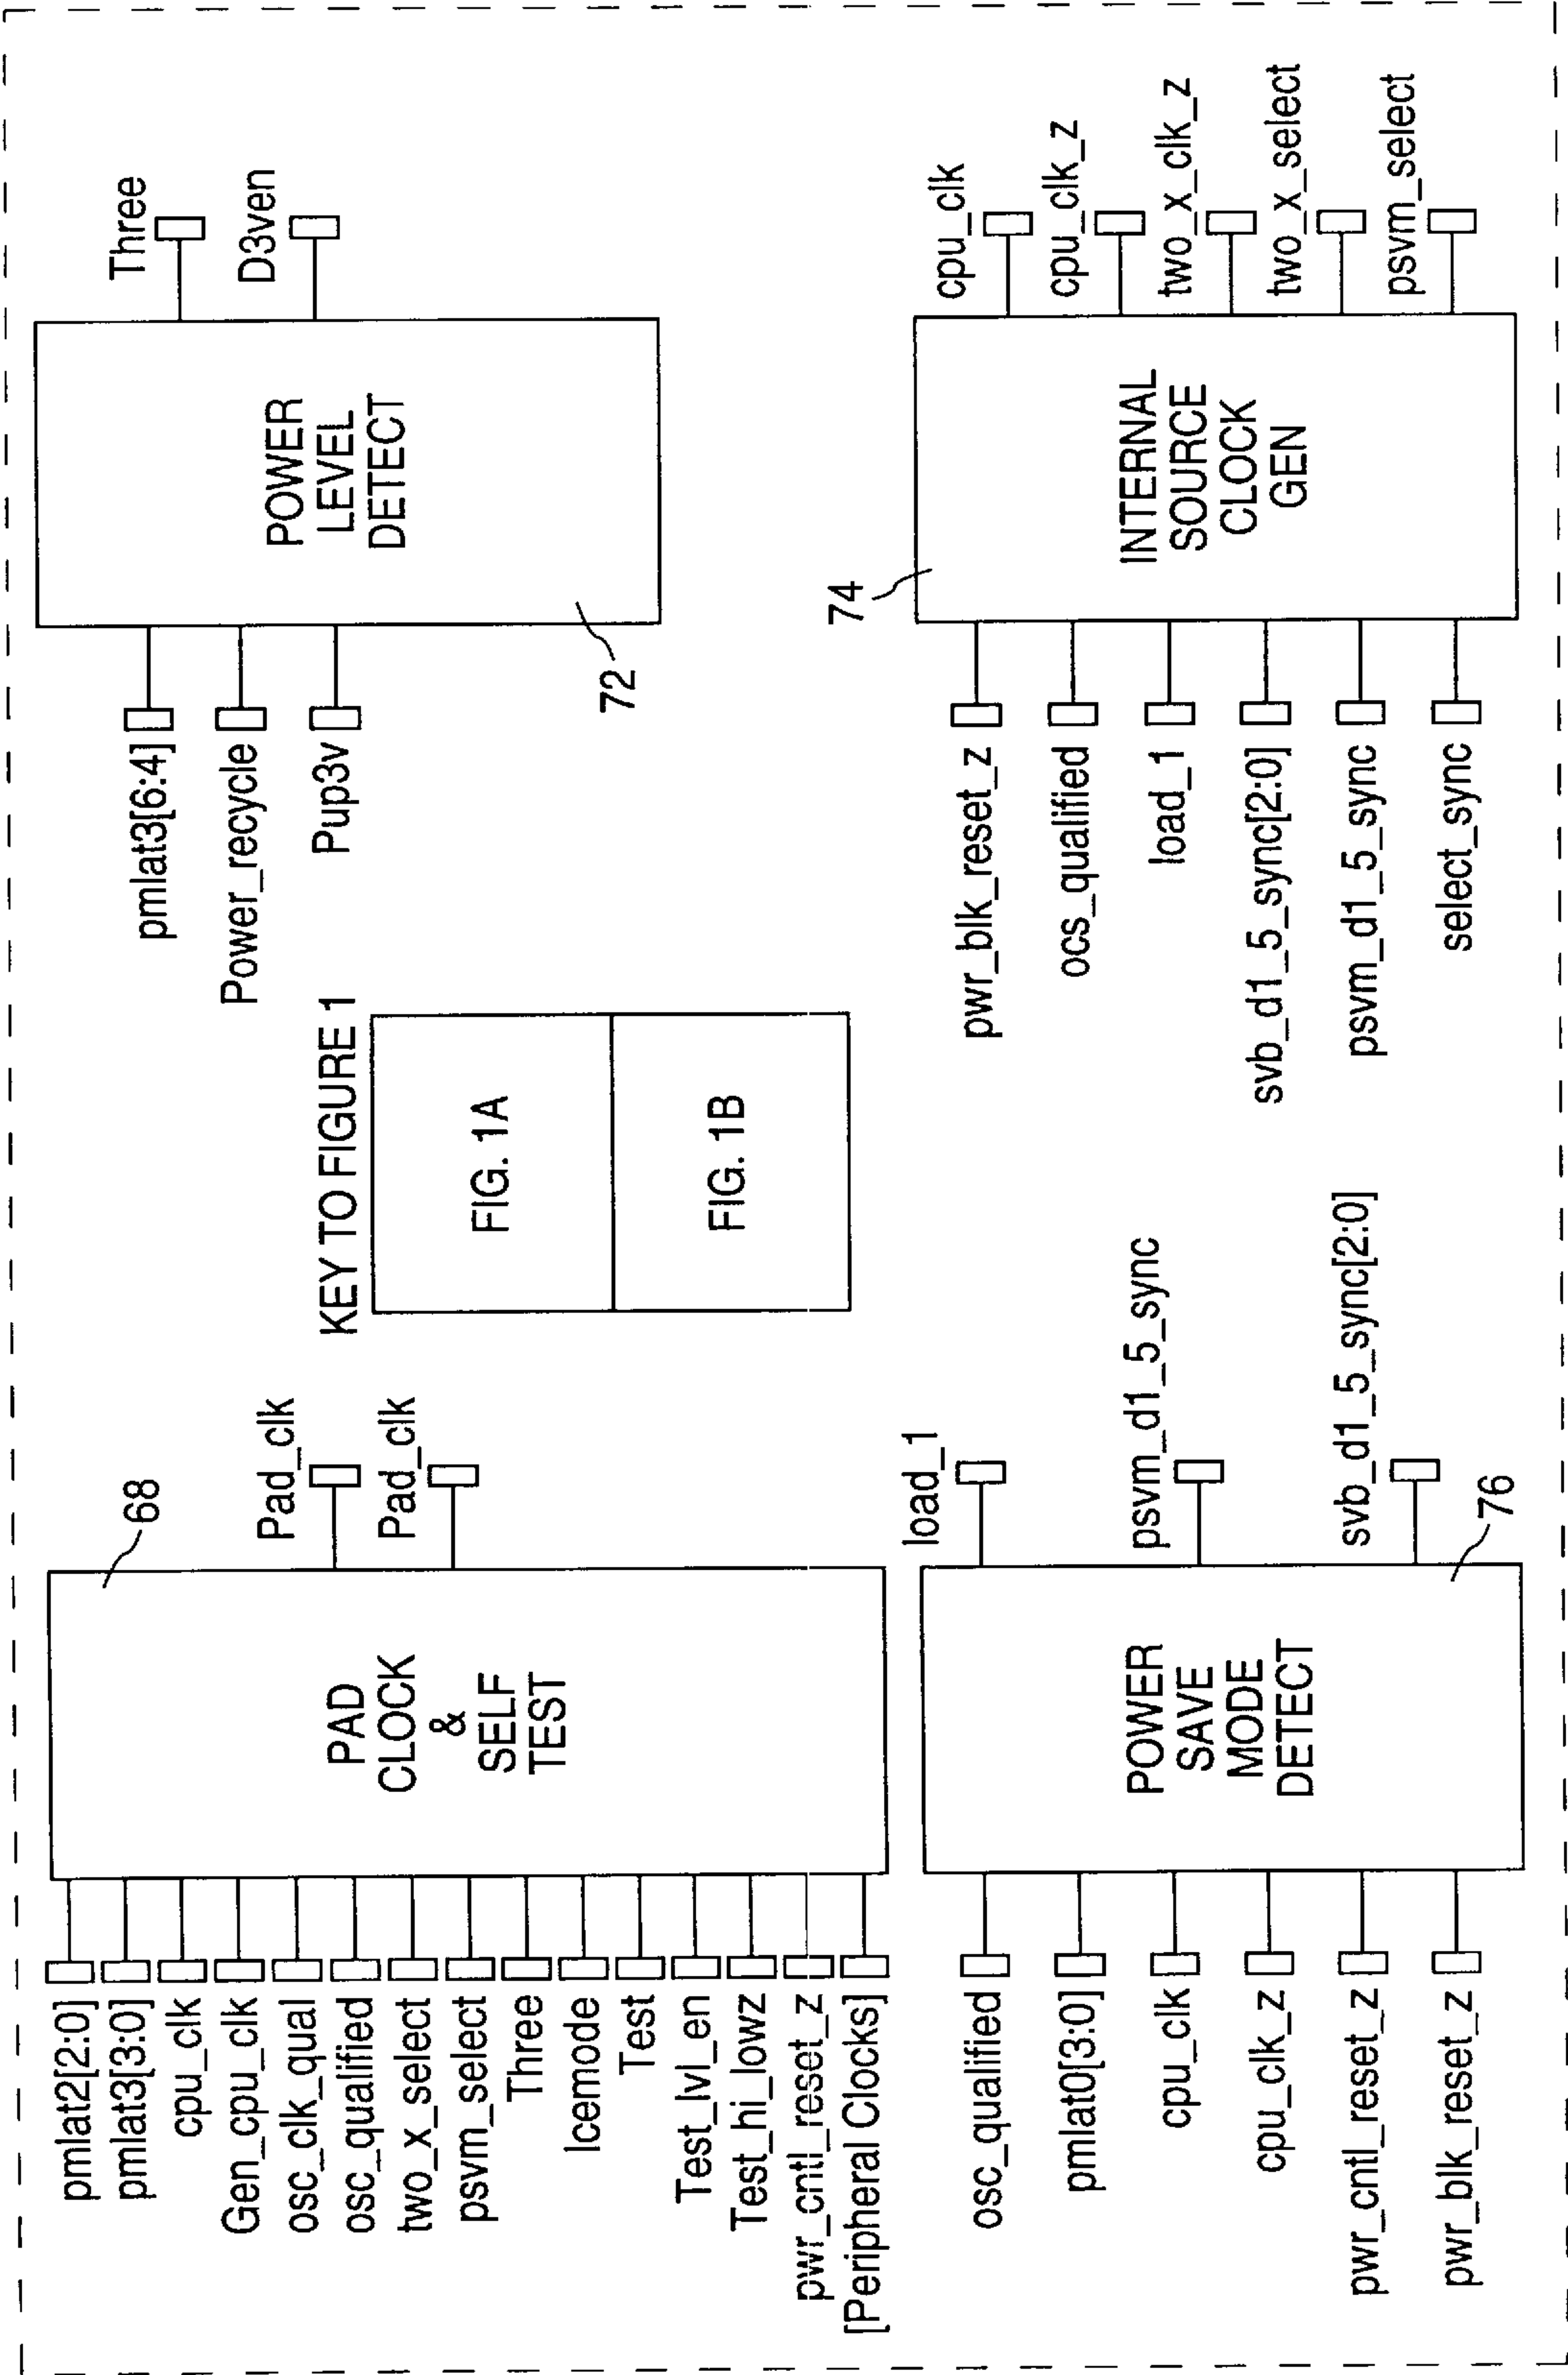 pmlat2[2:0]
pmlat3[3:0]
cpu_clk
Gen_cpu_clk
osc_clk_qual
osc_qualified
two_x_select
psvm_select
Three
Icemode
Test
Test_lvl_en
Test_hi_lowz
pwr_cntl_reset_z
[Peripheral Clocks]
PAD
CLOCK
&
SELF
TEST
68
Pad_clk
Pad_clk
KEY TO FIGURE 1
FIG. 1A
FIG. 1B
pmlat3[6:4]
Power_recycle
Pup3v
POWER
LEVEL
DETECT
72
Three
D3ven
osc_qualified
pmlat0[3:0]
cpu_clk
cpu_clk_z
pwr_cntl_reset_z
pwr_blk_reset_z
POWER
SAVE
MODE
DETECT
load_1
psvm_d1_5_sync
svb_d1_5_sync[2:0]
76
pwr_blk_reset_z
ocs_qualified
load_1
svb_d1_5_sync[2:0]
psvm_d1_5_sync
select_sync
74
INTERNAL
SOURCE
CLOCK
GEN
cpu_clk
cpu_clk_z
two_x_clk_z
two_x_select
psvm_select